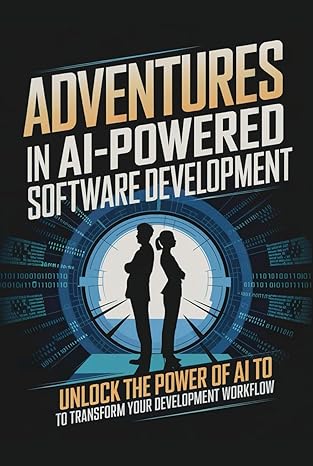 ADVENTURES
IN AI-POWERED
SOFTWARE DEVELOPMENT
UNLOCK THE POWER OF AI TO
TO TRANSFORM YOUR DEVELOPMENT WORKFLOW